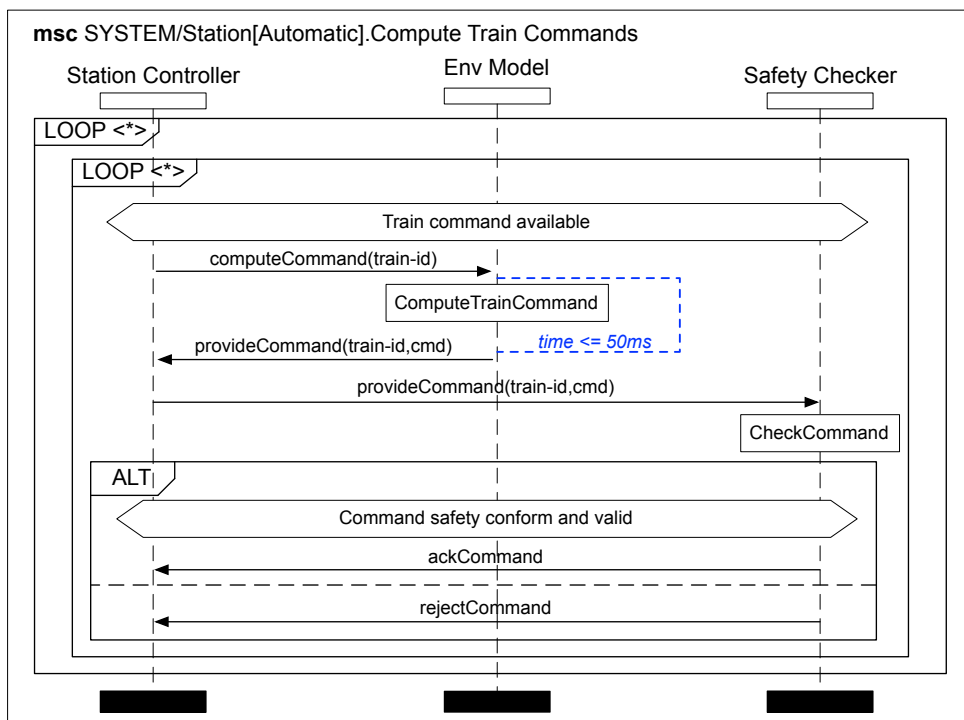 msc SYSTEM/Station[Automatic].Compute Train Commands
Station Controller
Env Model
Safety Checker
LOOP <*>
LOOP <*>
Train command available
computeCommand(train-id)
ComputeTrainCommand
time <= 50ms
provideCommand(train-id,cmd)
provideCommand(train-id,cmd)
CheckCommand
ALT
Command safety conform and valid
ackCommand
rejectCommand